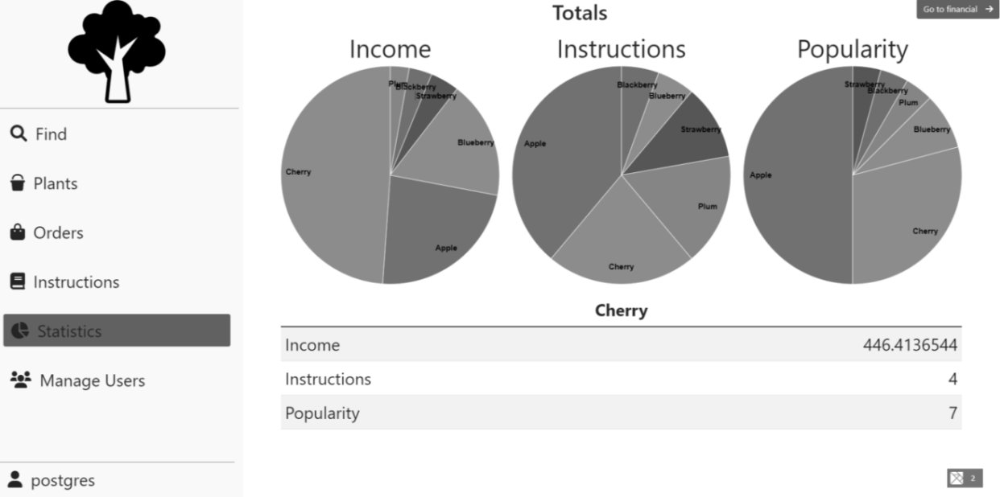 Find
Plants
Orders
Instructions
Statistics
Manage Users
postgres
Totals
Go to financial
Income
Plum
Blackberry
Strawberry
Blueberry
Apple
Cherry
Instructions
Blackberry
Blueberry
Strawberry
Plum
Cherry
Apple
Popularity
Strawberry
Blackberry
Plum
Blueberry
Cherry
Apple
Cherry
Income 446.4136544
Instructions 4
Popularity 7
2